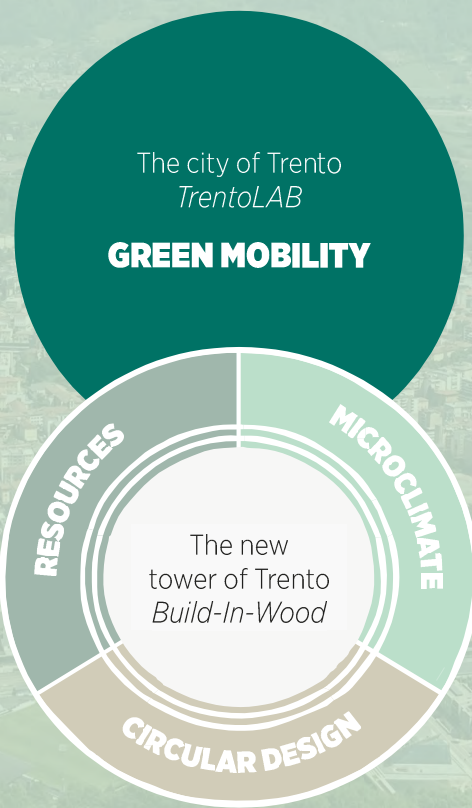 The city of Trento
TrentoLAB
GREEN MOBILITY
RESOURCES
MICROCLIMATE
The new
tower of Trento
Build-In-Wood
CIRCULAR DESIGN